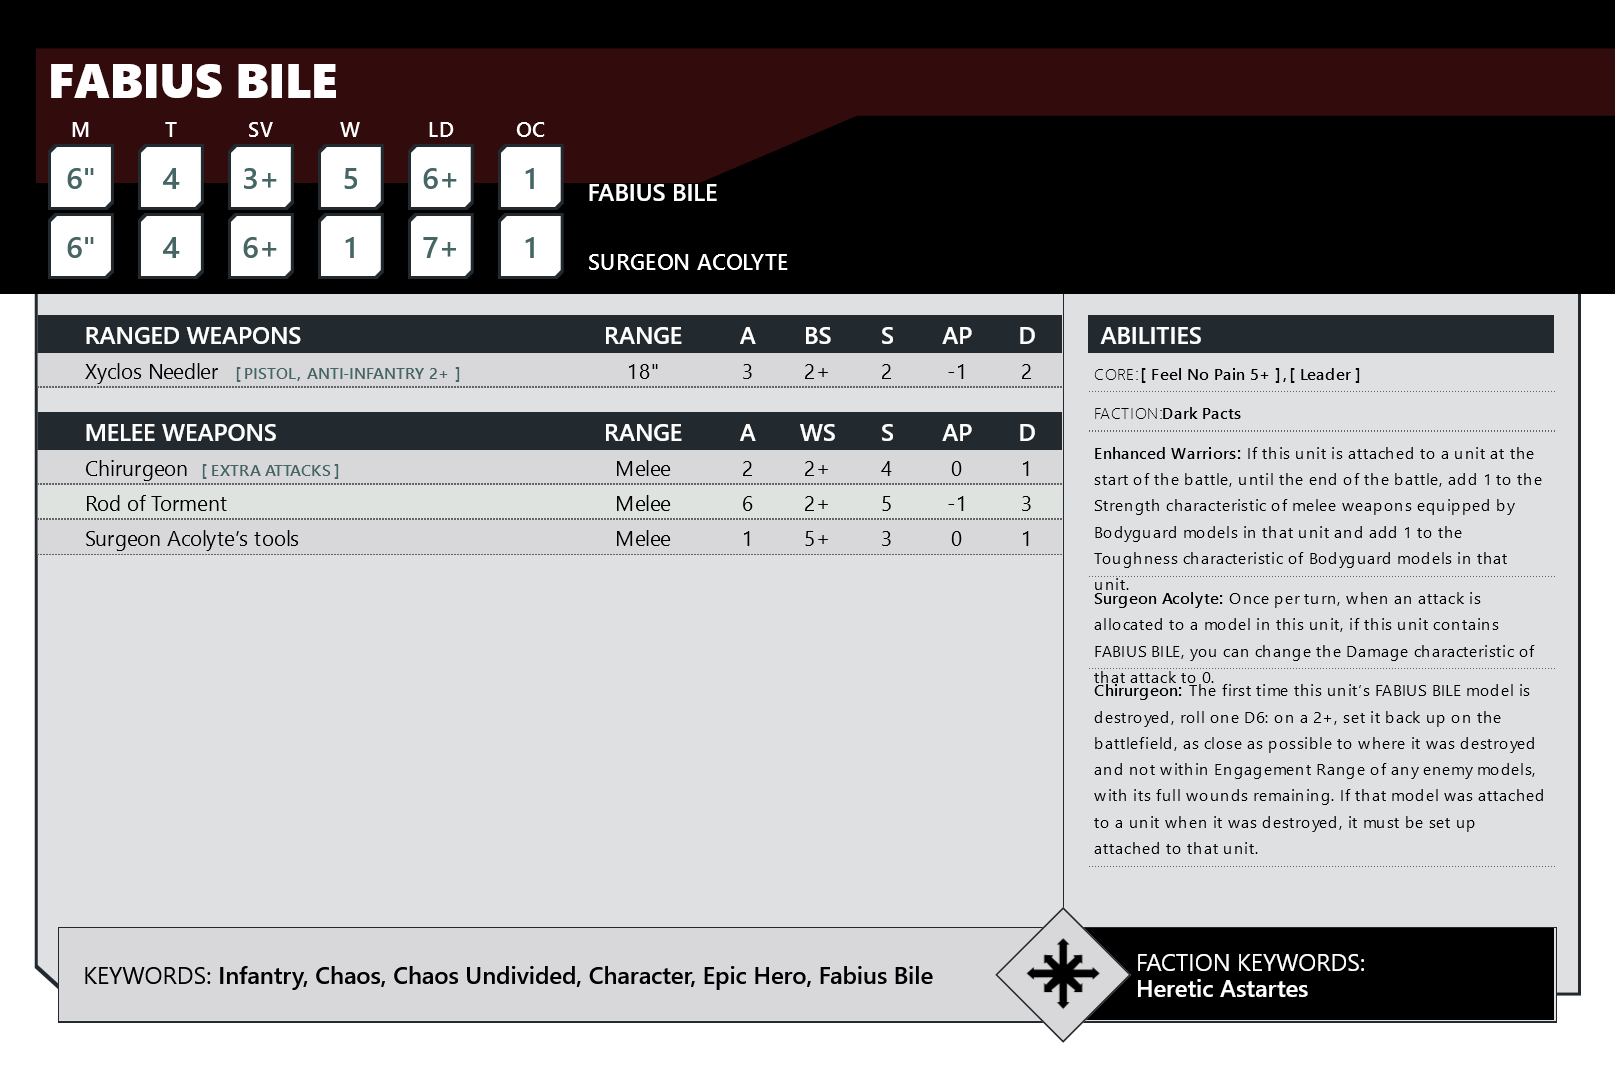 FABIUS BILE
M T SV W LD OC
6" 4 3+ 5 6+ 1 FABIUS BILE
6" 4 6+ 1 7+ 1 SURGEON ACOLYTE
RANGED WEAPONS RANGE A BS S AP D
Xyclos Needler [ PISTOL, ANTI-INFANTRY 2+ ] 18" 3 2+ 2 -1 2
MELEE WEAPONS RANGE A WS S AP D
Chirurgeon [ EXTRA ATTACKS ] Melee 2 2+ 4 0 1
Rod of Torment Melee 6 2+ 5 -1 3
Surgeon Acolyte’s tools Melee 1 5+ 3 0 1
ABILITIES
CORE:[ Feel No Pain 5+ ],[ Leader ]
FACTION:Dark Pacts
Enhanced Warriors: If this unit is attached to a unit at the
start of the battle, until the end of the battle, add 1 to the
Strength characteristic of melee weapons equipped by
Bodyguard models in that unit and add 1 to the
Toughness characteristic of Bodyguard models in that
unit.
Surgeon Acolyte: Once per turn, when an attack is
allocated to a model in this unit, if this unit contains
FABIUS BILE, you can change the Damage characteristic of
that attack to 0.
Chirurgeon: The first time this unit’s FABIUS BILE model is
destroyed, roll one D6: on a 2+, set it back up on the
battlefield, as close as possible to where it was destroyed
and not within Engagement Range of any enemy models,
with its full wounds remaining. If that model was attached
to a unit when it was destroyed, it must be set up
attached to that unit.
KEYWORDS: Infantry, Chaos, Chaos Undivided, Character, Epic Hero, Fabius Bile
FACTION KEYWORDS:
Heretic Astartes